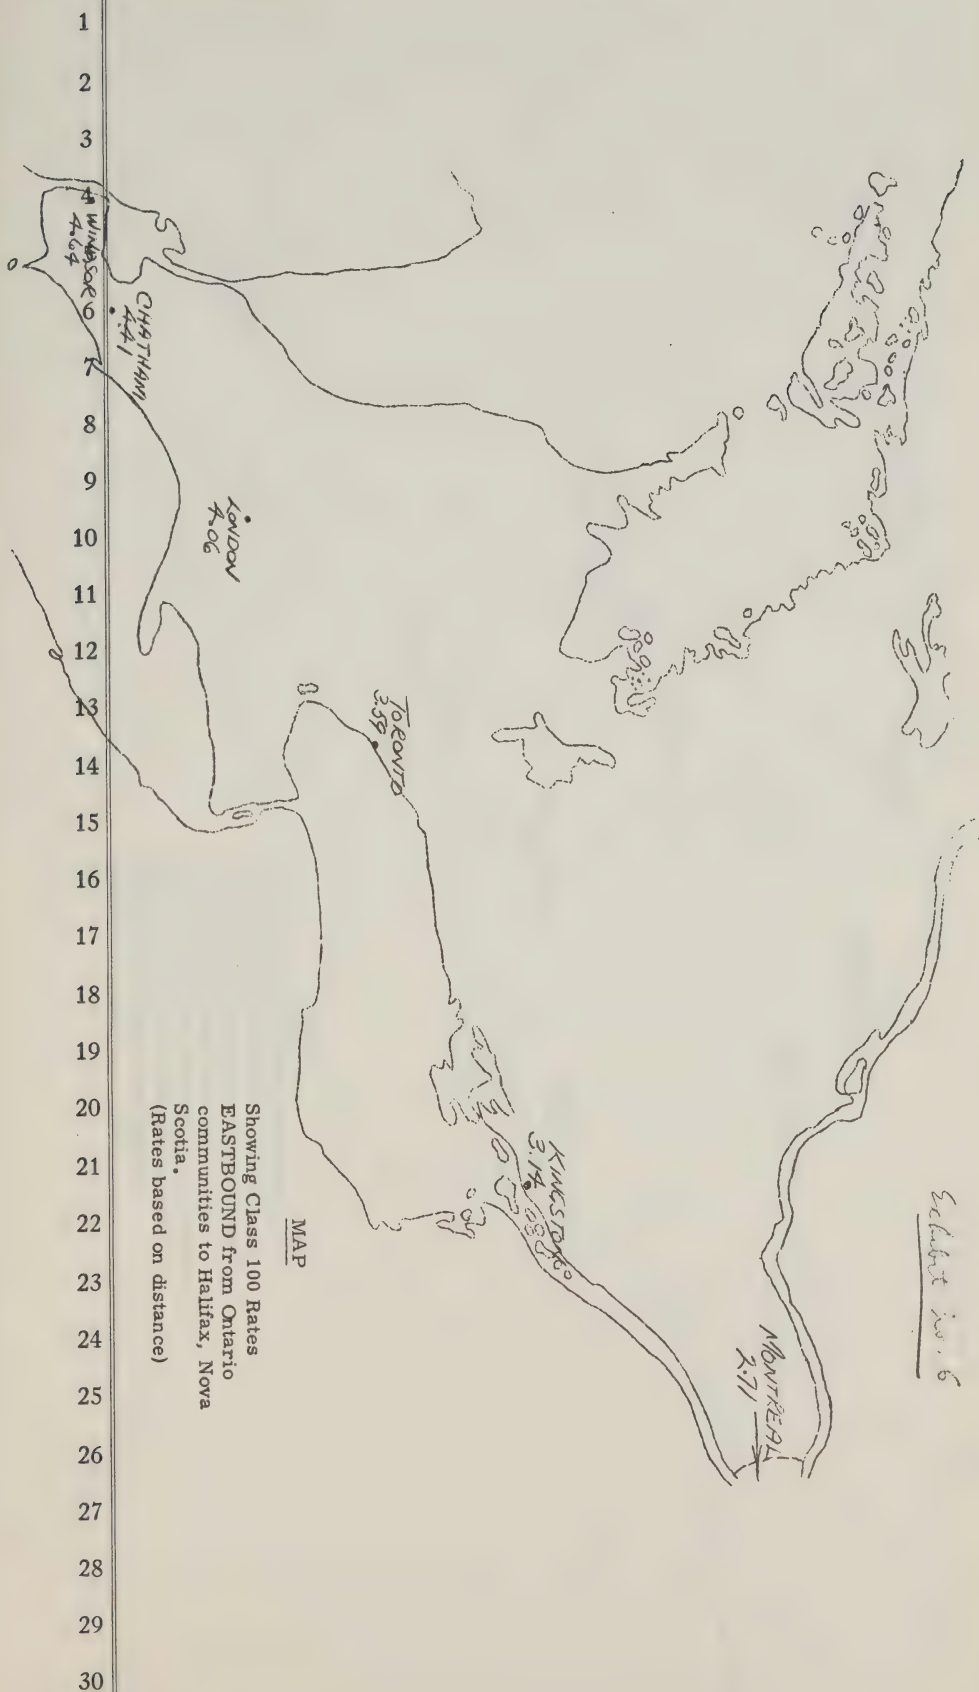 1
2
3
4
6
7
8
9
10
11
12
13
14
15
16
17
18
19
20
21
22
23
24
25
26
27
28
29
30
Exhibit no. 6
WINDSOR
4.64
CHATHAM
4.41
LONDON
4.06
TORONTO
3.59
KINGSTON
3.14
MONTREAL
2.71
MAP
Showing Class 100 Rates
EASTBOUND from Ontario
communities to Halifax, Nova
Scotia.
(Rates based on distance)